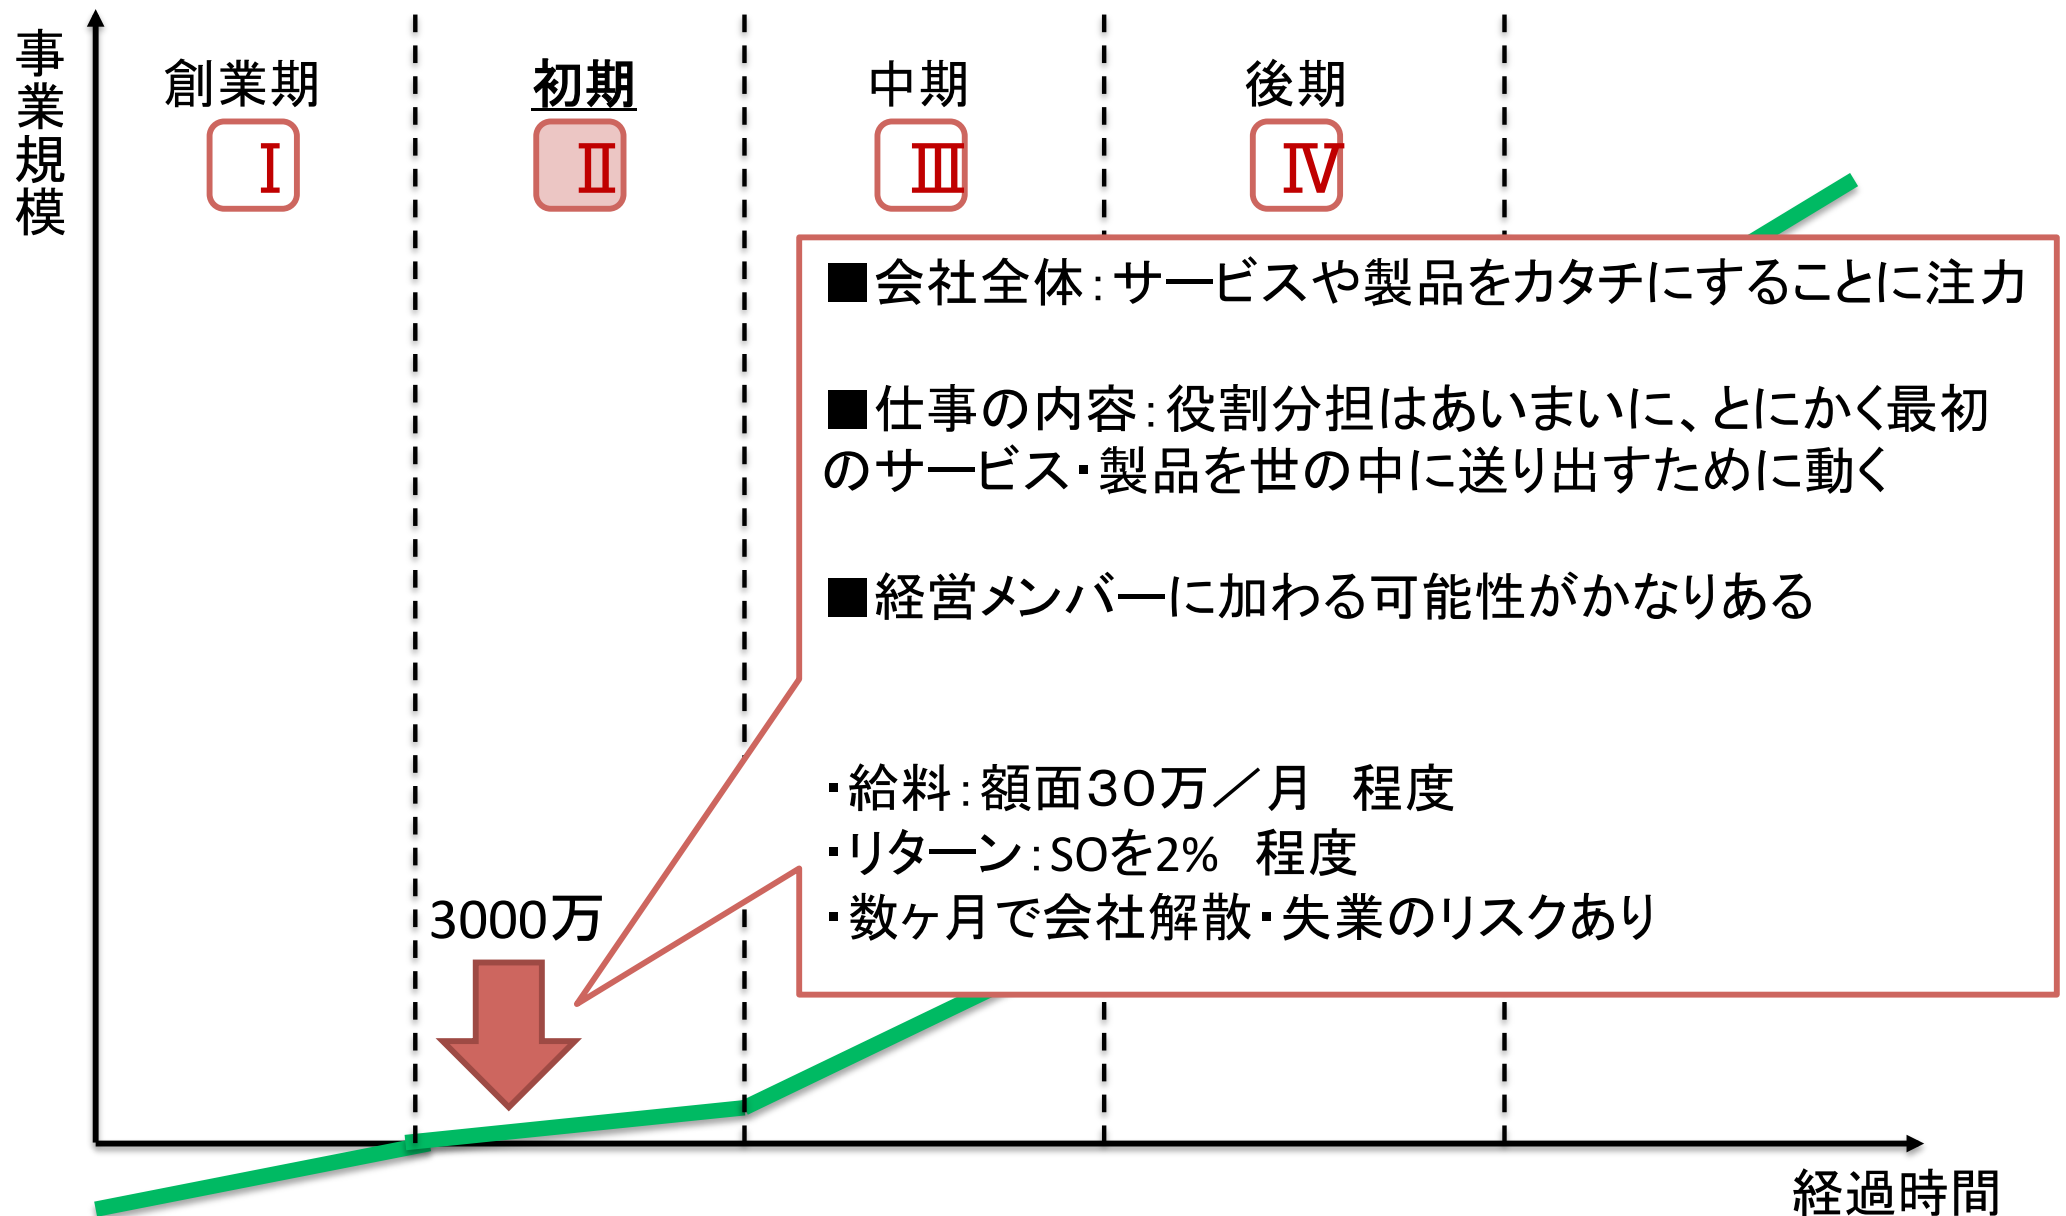 事業規模
創業期
初期
中期
後期
Ⅰ
Ⅱ
Ⅲ
Ⅳ
■会社全体：サービスや製品をカタチにすることに注力
■仕事の内容：役割分担はあいまいに、とにかく最初
のサービス・製品を世の中に送り出すために動く
■経営メンバーに加わる可能性がかなりある
・給料：額面３０万／月　程度
・リターン：SOを2%　程度
・数ヶ月で会社解散・失業のリスクあり
3000万
経過時間